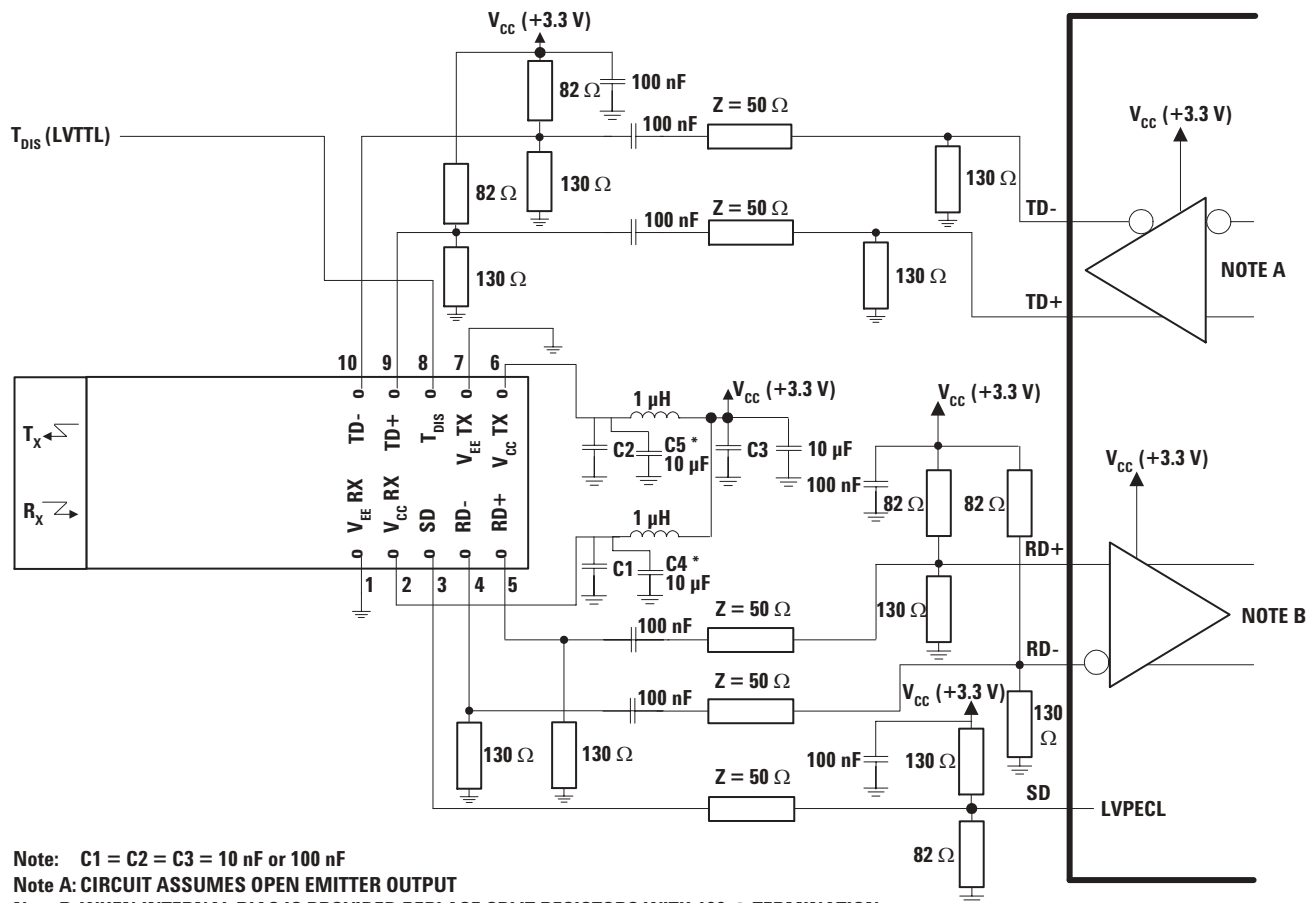 V_CC (+3.3 V)
82 Ω
100 nF
Z = 50 Ω
V_CC (+3.3 V)
T_DIS (LVTTL)
100 nF
82 Ω
130 Ω
130 Ω
TD-
Z = 50 Ω
100 nF
130 Ω
130 Ω
NOTE A
TD+
10
9
8
7
6
TD-
TD+
T_DIS
V_EE TX
V_CC TX
T_X
R_X
V_EE RX
V_CC RX
SD
RD-
RD+
1
2
3
4
5
1 µH
V_CC (+3.3 V)
C2
C5 *
10 µF
C3
10 µF
1 µH
C1
C4 *
10 µF
V_CC (+3.3 V)
100 nF
82 Ω
82 Ω
V_CC (+3.3 V)
RD+
130 Ω
NOTE B
Z = 50 Ω
100 nF
RD-
Z = 50 Ω
100 nF
V_CC (+3.3 V)
130
Ω
130 Ω
130 Ω
100 nF
130 Ω
Z = 50 Ω
SD
LVPECL
82 Ω
Note: C1 = C2 = C3 = 10 nF or 100 nF
Note A: CIRCUIT ASSUMES OPEN EMITTER OUTPUT